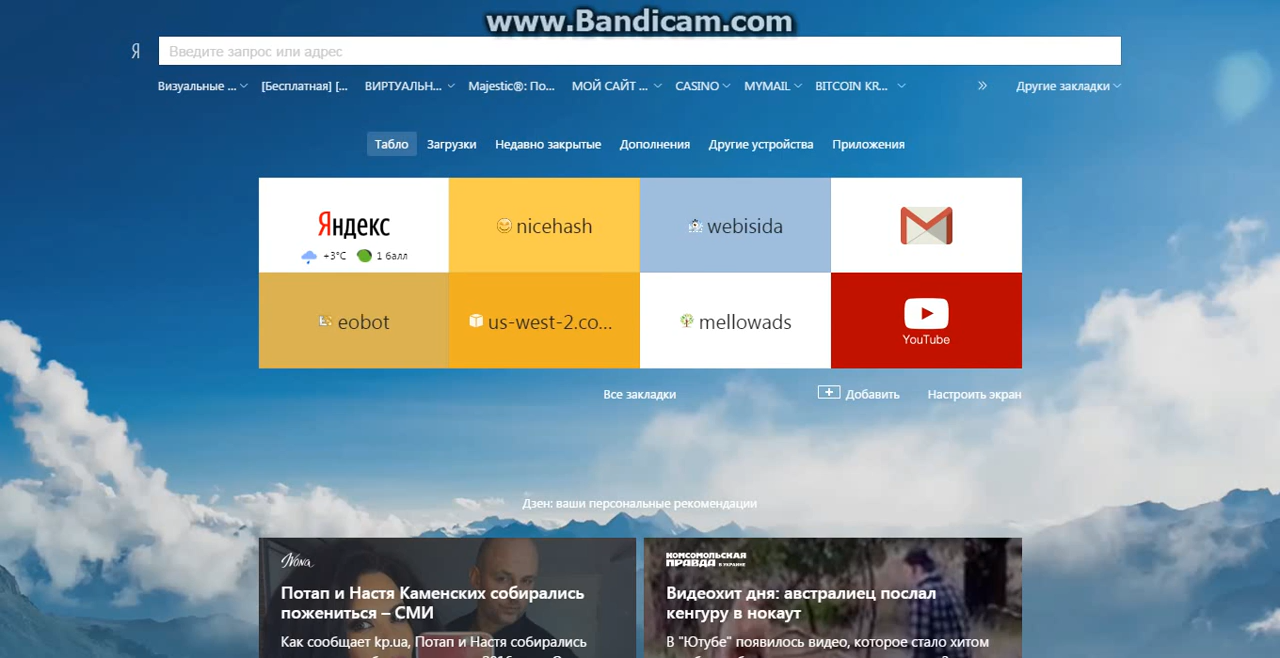 www.Bandicam.com
Я
Введите запрос или адрес
Визуальные ...
[Бесплатная] [...
ВИРТУАЛЬН...
Majestic®: По...
МОЙ САЙТ ...
CASINO
MYMAIL
BITCOIN KR...
»
Другие закладки
Табло
Загрузки
Недавно закрытые
Дополнения
Другие устройства
Приложения
Яндекс
+3°C
1 балл
nicehash
webisida
eobot
us-west-2.co...
mellowads
YouTube
Все закладки
Добавить
Настроить экран
Дзен: ваши персональные рекомендации
Nona
Потап и Настя Каменских собирались
пожениться – СМИ
Как сообщает kp.ua, Потап и Настя собирались
КОМСОМОЛЬСКАЯ
ПРАВДА В УКРАИНЕ
Видеохит дня: австралиец послал
кенгуру в нокаут
В "Ютубе" появилось видео, которое стало хитом